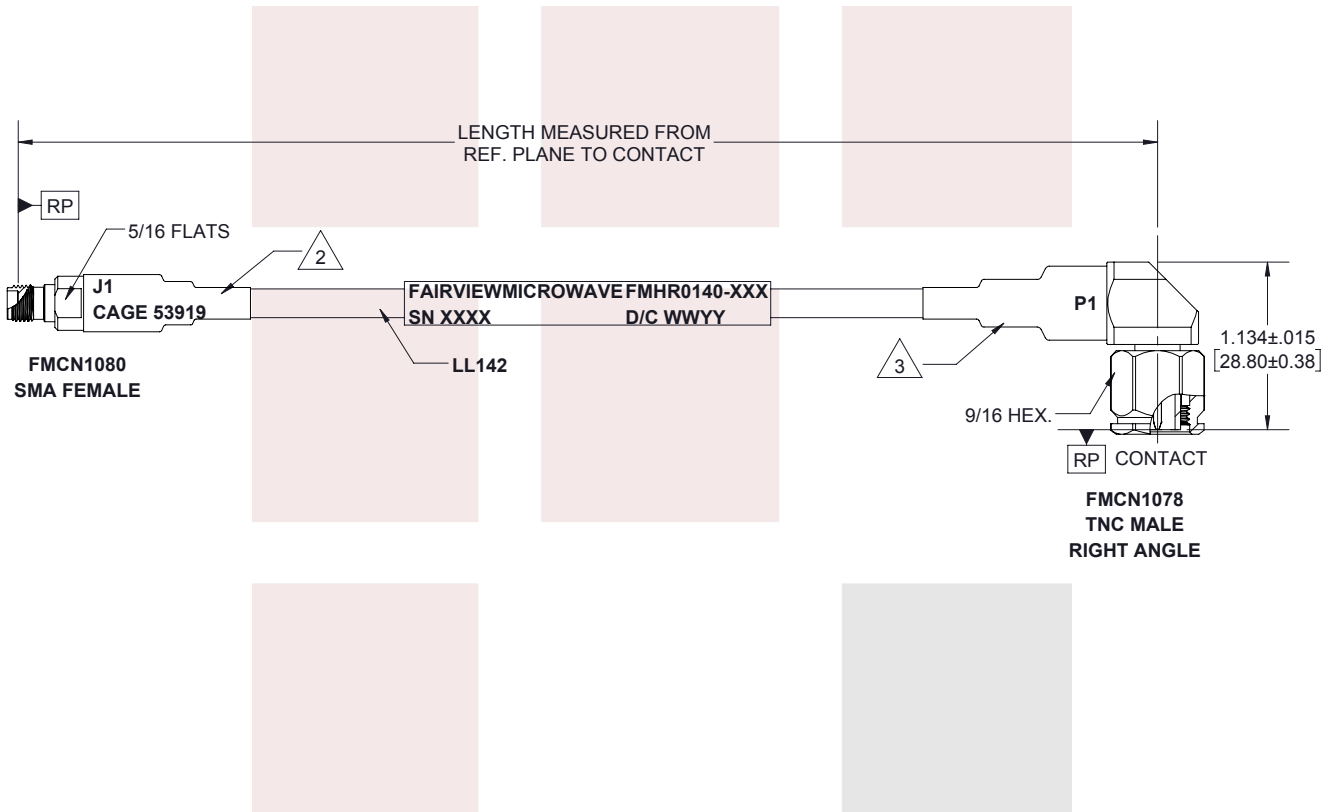 LENGTH MEASURED FROM
REF. PLANE TO CONTACT
RP
5/16 FLATS
2
J1
CAGE 53919
FAIRVIEWMICROWAVE FMHR0140-XXX
SN XXXX D/C WWYY
P1
1.134±.015
[28.80±0.38]
FMCN1080
SMA FEMALE
LL142
3
9/16 HEX.
RP CONTACT
FMCN1078
TNC MALE
RIGHT ANGLE